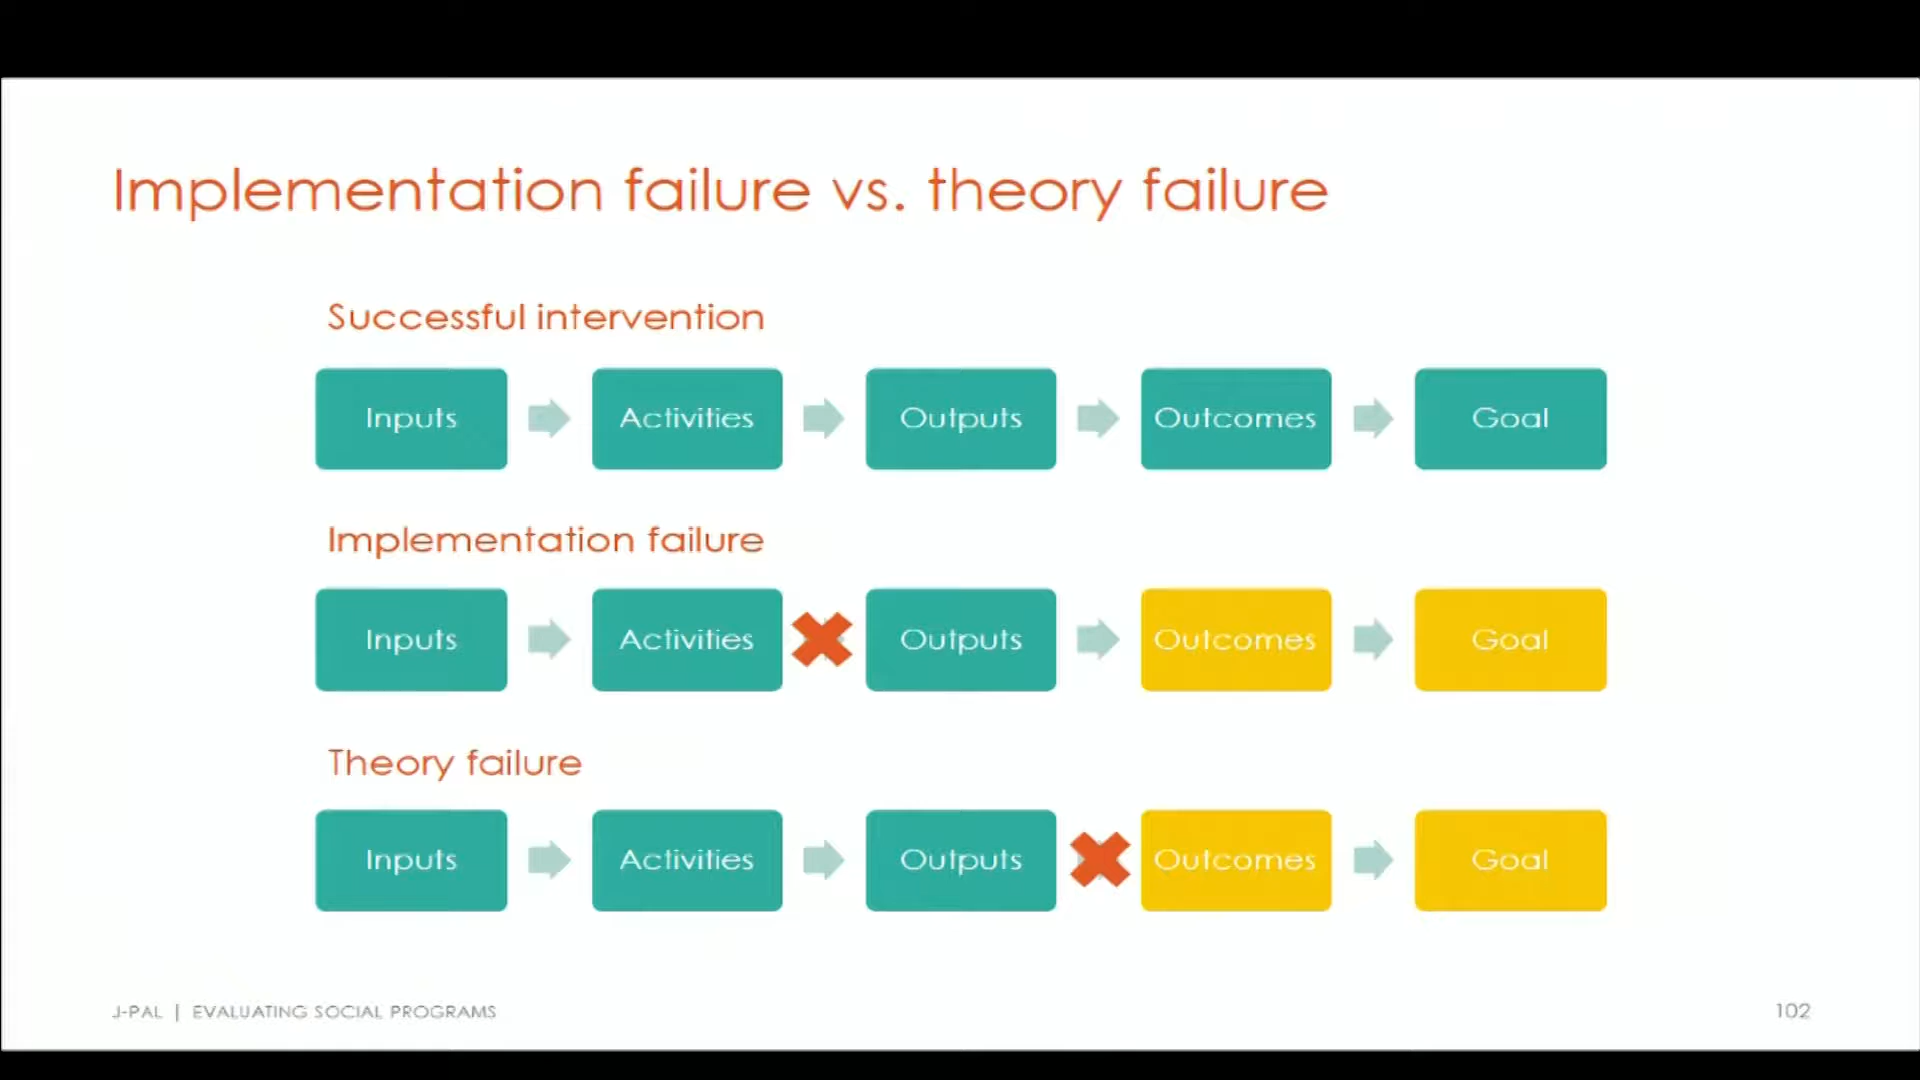 Implementation failure vs. theory failure
Successful intervention
Inputs Activities Outputs Outcomes Goal
Implementation failure
Inputs Activities Outputs Outcomes Goal
Theory failure
Inputs Activities Outputs Outcomes Goal
J-PAL | EVALUATING SOCIAL PROGRAMS 102